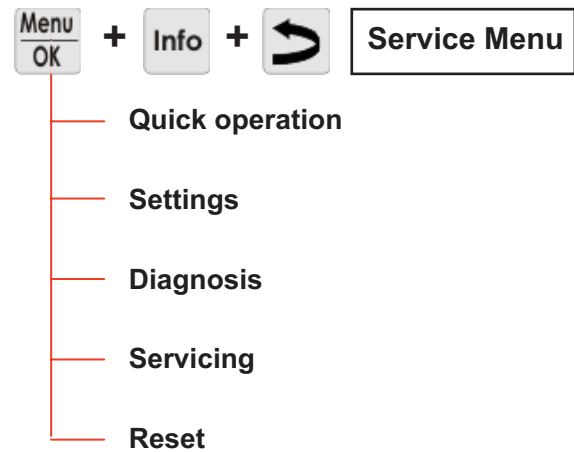 Menu
OK
+ Info + Service Menu
Quick operation
Settings
Diagnosis
Servicing
Reset